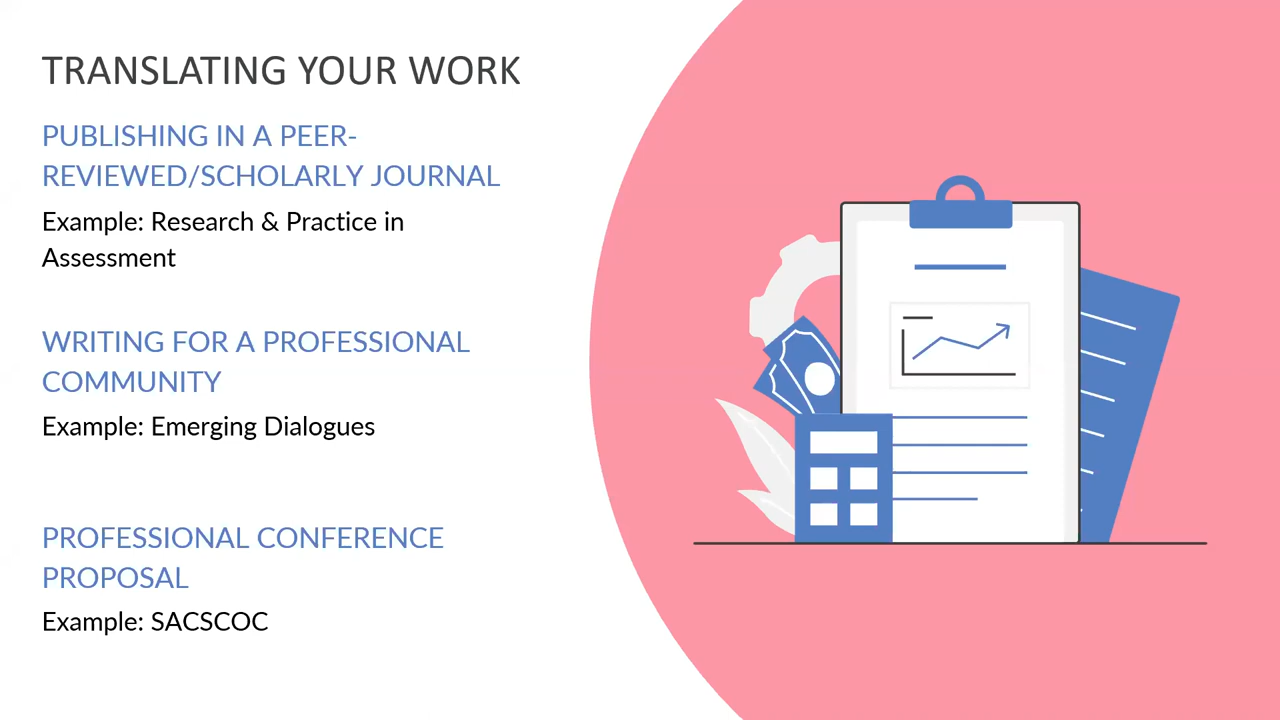 TRANSLATING YOUR WORK
PUBLISHING IN A PEER-
REVIEWED/SCHOLARLY JOURNAL
Example: Research & Practice in
Assessment
WRITING FOR A PROFESSIONAL
COMMUNITY
Example: Emerging Dialogues
PROFESSIONAL CONFERENCE
PROPOSAL
Example: SACSCOC